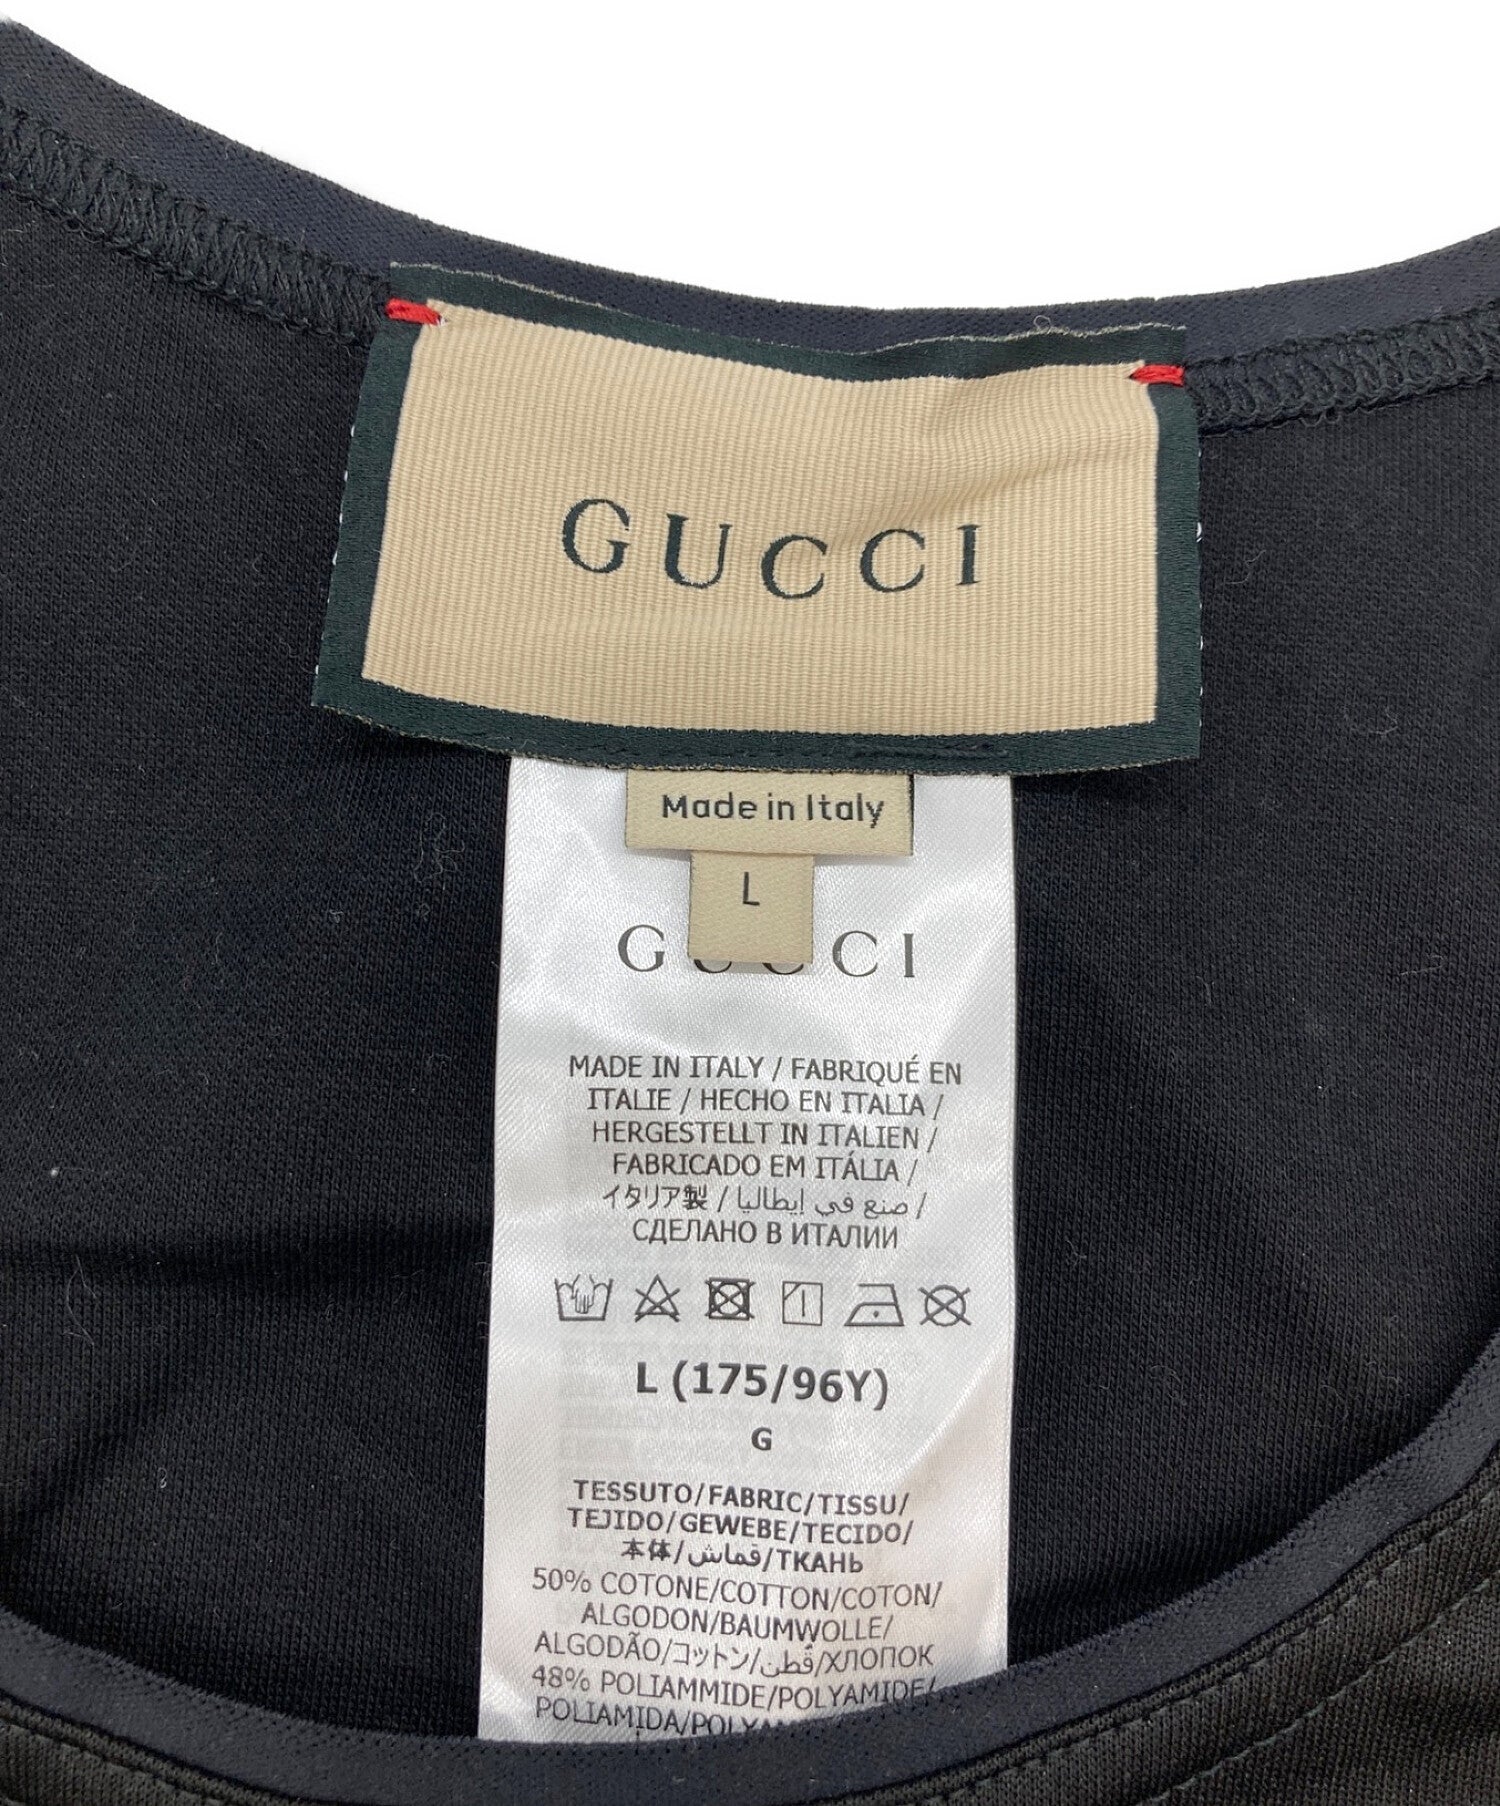 GUCCI
Made in Italy
L
GUCCI
MADE IN ITALY / FABRIQUÉ EN
ITALIE / HECHO EN ITALIA /
HERGESTELLT IN ITALIEN /
FABRICADO EM ITÁLIA /
イタリア製 / صنع في إيطاليا /
СДЕЛАНО В ИТАЛИИ
L (175/96Y)
G
TESSUTO/FABRIC/TISSU/
TEJIDO/GEWEBE/TECIDO/
本体/قماش/ТКАНЬ
50% COTONE/COTTON/COTON/
ALGODON/BAUMWOLLE/
ALGODÃO/コットン/قطن/ХЛОПОК
48% POLIAMMIDE/POLYAMIDE/
POLIAMIDA/